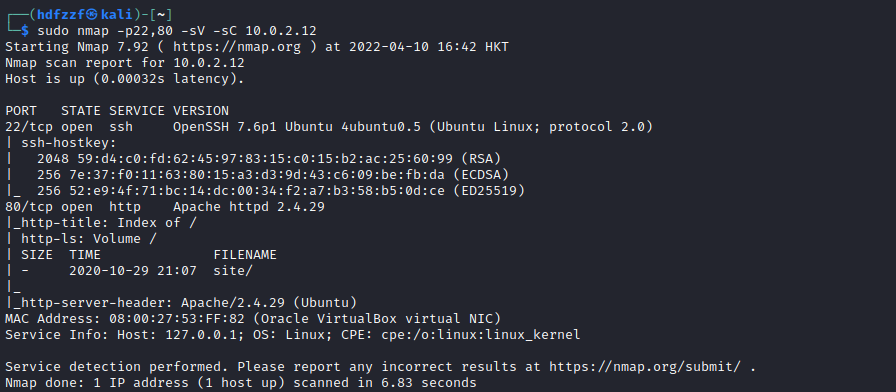 ┌──(hdfzzf㉿kali)-[~]
└─$ sudo nmap -p22,80 -sV -sC 10.0.2.12
Starting Nmap 7.92 ( https://nmap.org ) at 2022-04-10 16:42 HKT
Nmap scan report for 10.0.2.12
Host is up (0.00032s latency).

PORT   STATE SERVICE VERSION
22/tcp open  ssh     OpenSSH 7.6p1 Ubuntu 4ubuntu0.5 (Ubuntu Linux; protocol 2.0)
| ssh-hostkey:
|   2048 59:d4:c0:fd:62:45:97:83:15:c0:15:b2:ac:25:60:99 (RSA)
|   256 7e:37:f0:11:63:80:15:a3:d3:9d:43:c6:09:be:fb:da (ECDSA)
|_  256 52:e9:4f:71:bc:14:dc:00:34:f2:a7:b3:58:b5:0d:ce (ED25519)
80/tcp open  http    Apache httpd 2.4.29
|_http-title: Index of /
| http-ls: Volume /
| SIZE  TIME              FILENAME
| -     2020-10-29 21:07  site/
|_
|_http-server-header: Apache/2.4.29 (Ubuntu)
MAC Address: 08:00:27:53:FF:82 (Oracle VirtualBox virtual NIC)
Service Info: Host: 127.0.0.1; OS: Linux; CPE: cpe:/o:linux:linux_kernel

Service detection performed. Please report any incorrect results at https://nmap.org/submit/ .
Nmap done: 1 IP address (1 host up) scanned in 6.83 seconds